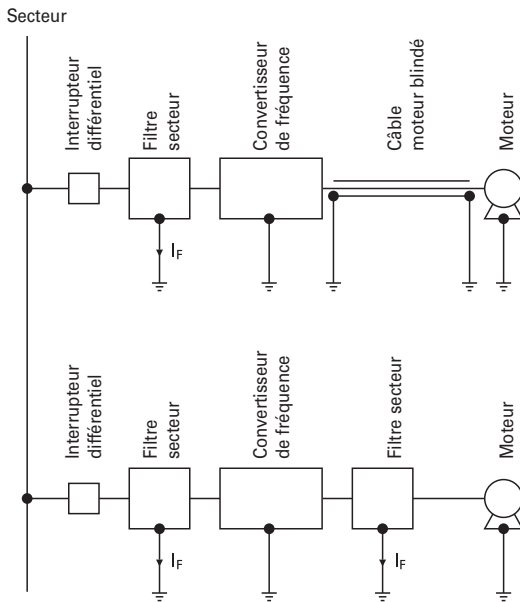 Secteur
Interrupteur
différentiel
Filtre
secteur
Convertisseur
de fréquence
Câble
moteur blindé
Moteur
I_F
Interrupteur
différentiel
Filtre
secteur
Convertisseur
de fréquence
Filtre secteur
Moteur
I_F
I_F